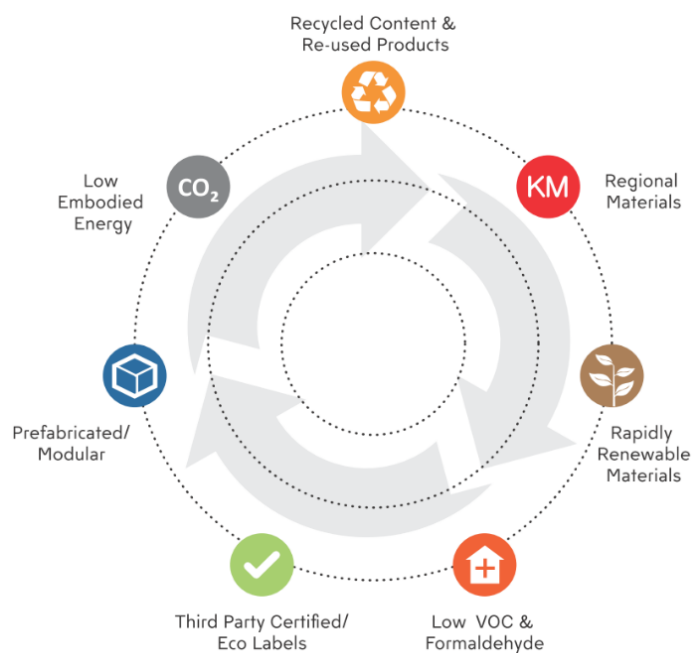 Recycled Content &
Re-used Products
KM
Regional
Materials
Rapidly
Renewable
Materials
Low VOC &
Formaldehyde
Third Party Certified/
Eco Labels
Prefabricated/
Modular
Low
Embodied
Energy
CO₂